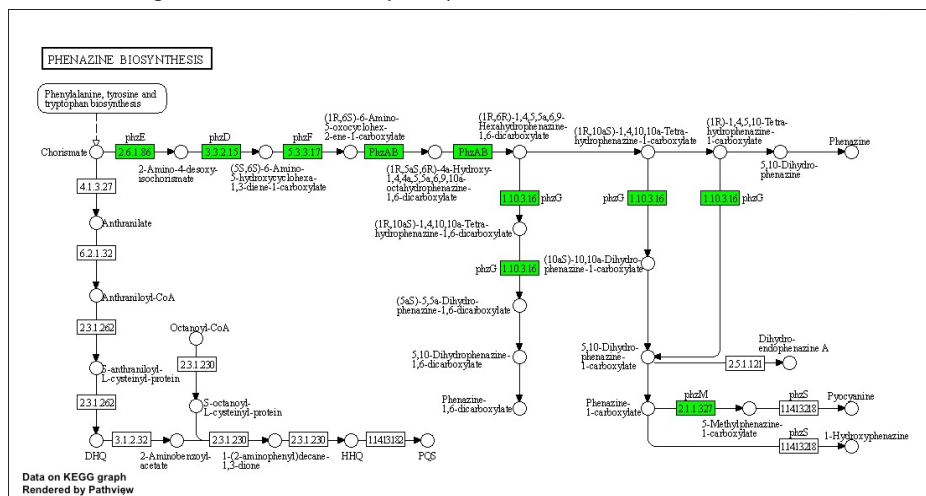 PHENAZINE BIOSYNTHESIS
Phenylalanine, tyrosine and
tryptophan biosynthesis
Chorismate
phzE
2.6.1.86
2-Amino-4-desoxy-
isochorismate
phzD
3.3.2.15
(5S,6S)-6-Amino-
5-hydroxycyclohexa-
1,3-diene-1-carboxylate
phzF
5.3.3.17
(1R,6S)-6-Amino-
5-oxocyclohex-
2-ene-1-carboxylate
PhzAB
(1R,5aS,6R)-4a-Hydroxy-
1,4,4a,5,5a,6,9,10a-
octahydrophenazine-
1,6-dicarboxylate
PhzAB
(1R,6R)-1,4,5,5a,6,9-
Hexahydrophenazine-
1,6-dicarboxylate
(1R,10aS)-1,4,10,10a-Tetra-
hydrophenazine-1-carboxylate
(1R)-1,4,5,10-Tetra-
hydrophenazine-
1-carboxylate
5,10-Dihydro-
phenazine
Phenazine
4.1.3.27
Anthranilate
6.2.1.32
Anthraniloyl-CoA
2.3.1.262
S-anthraniloyl-
L-cysteinyl-protein
2.3.1.262
DHQ
3.1.2.32
2-Aminobenzoyl-
acetate
Octanoyl-CoA
2.3.1.230
S-octanoyl-
L-cysteinyl-protein
2.3.1.230
1-(2-aminophenyl)decane-
1,3-dione
2.3.1.230
HHQ
1.14.13.182
PQS
1.10.3.16 phzG
(1R,10aS)-1,4,10,10a-Tetra-
hydrophenazine-1,6-dicarboxylate
phzG 1.10.3.16
(5aS)-5,5a-Dihydro-
phenazine-1,6-dicarboxylate
5,10-Dihydrophenazine-
1,6-dicarboxylate
Phenazine-
1,6-dicarboxylate
1.10.3.16 phzG
(10aS)-10,10a-Dihydro-
phenazine-1-carboxylate
1.10.3.16 phzG
5,10-Dihydro-
phenazine-
1-carboxylate
2.5.1.121
Dihydro-
endophenazine A
Phenazine-
1-carboxylate
phzM
2.1.1.327
5-Methylphenazine-
1-carboxylate
phzS
1.14.13.218
Pyocyanine
phzS
1.14.13.218
1-Hydroxyphenazine
Data on KEGG graph
Rendered by Pathview